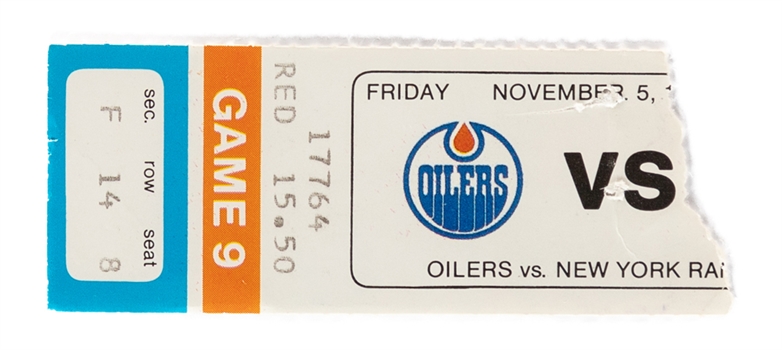 sec. row seat
F 14 8
GAME 9
RED 15.50
17764
FRIDAY NOVEMBER 5,
OILERS
VS
OILERS vs. NEW YORK RAN